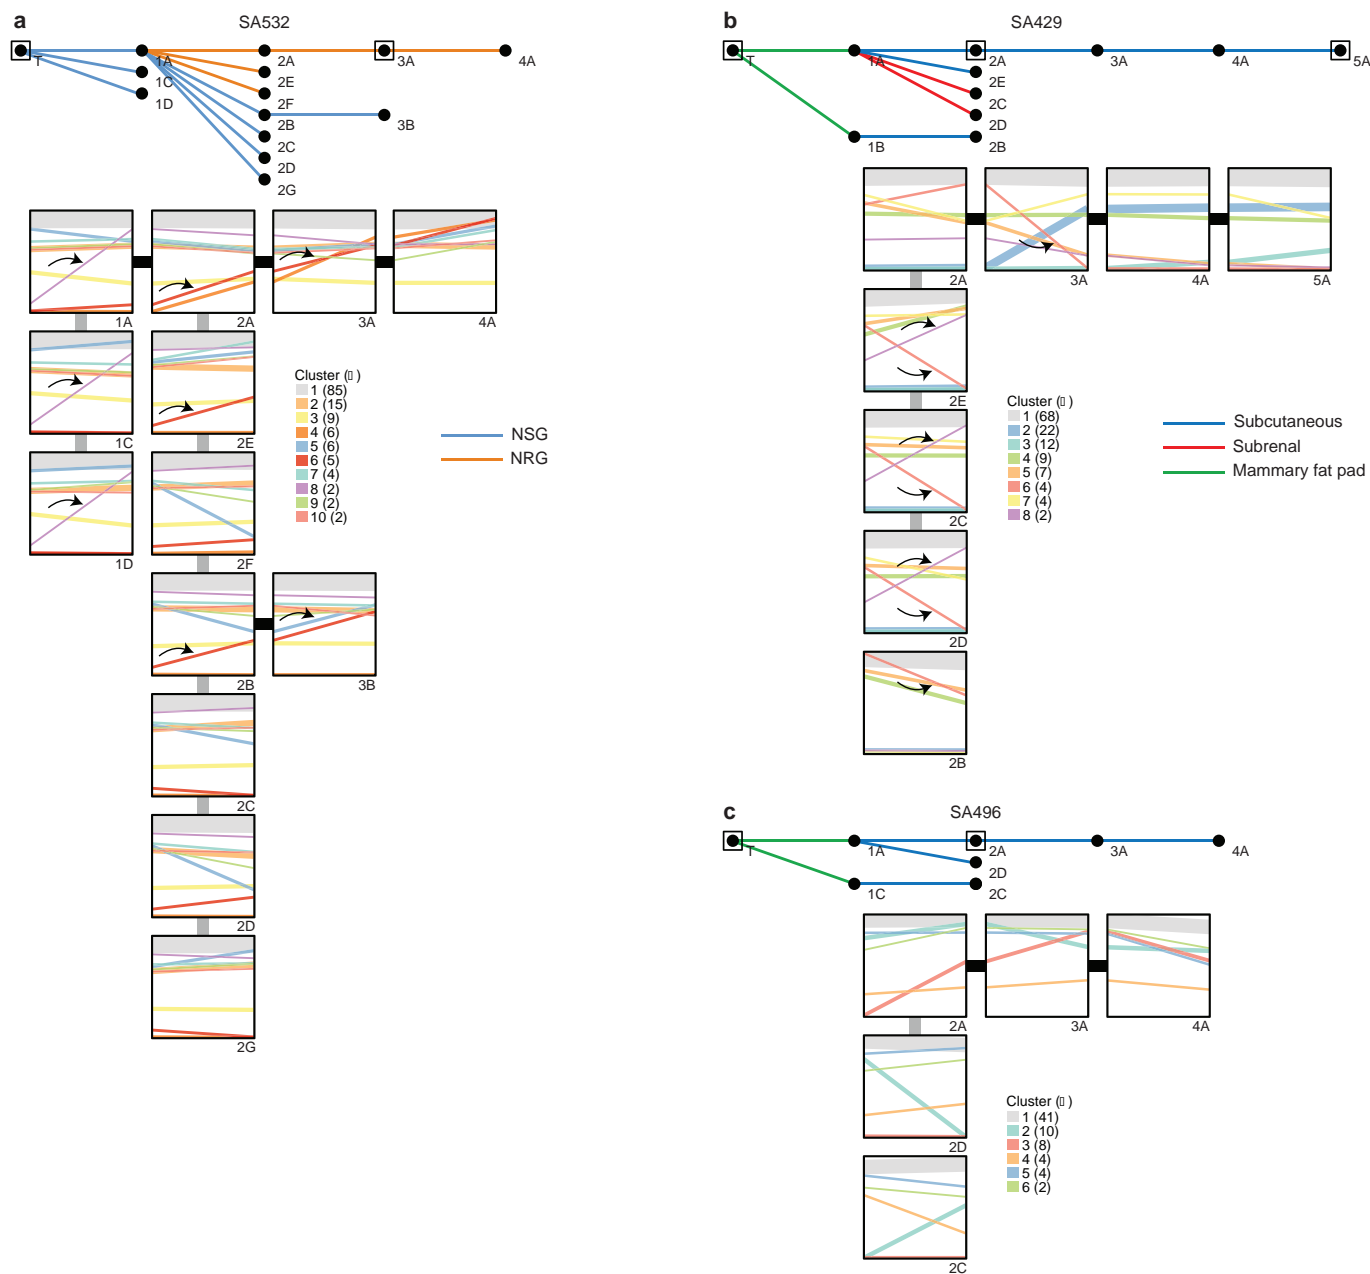 a
SA532
T
1A
2A
3A
4A
1C
2E
1D
2F
2B
3B
2C
2D
2G
1A
2A
3A
4A
1C
2E
1D
2F
2B
3B
2C
2D
2G
Cluster (▯)
1 (85)
2 (15)
3 (9)
4 (6)
5 (6)
6 (5)
7 (4)
8 (2)
9 (2)
10 (2)
NSG
NRG
b
SA429
T
1A
2A
3A
4A
5A
2E
2C
2D
1B
2B
2A
3A
4A
5A
2E
2C
2D
2B
Cluster (▯)
1 (68)
2 (22)
3 (12)
4 (9)
5 (7)
6 (4)
7 (4)
8 (2)
Subcutaneous
Subrenal
Mammary fat pad
c
SA496
T
1A
2A
3A
4A
2D
1C
2C
2A
3A
4A
2D
2C
Cluster (▯)
1 (41)
2 (10)
3 (8)
4 (4)
5 (4)
6 (2)